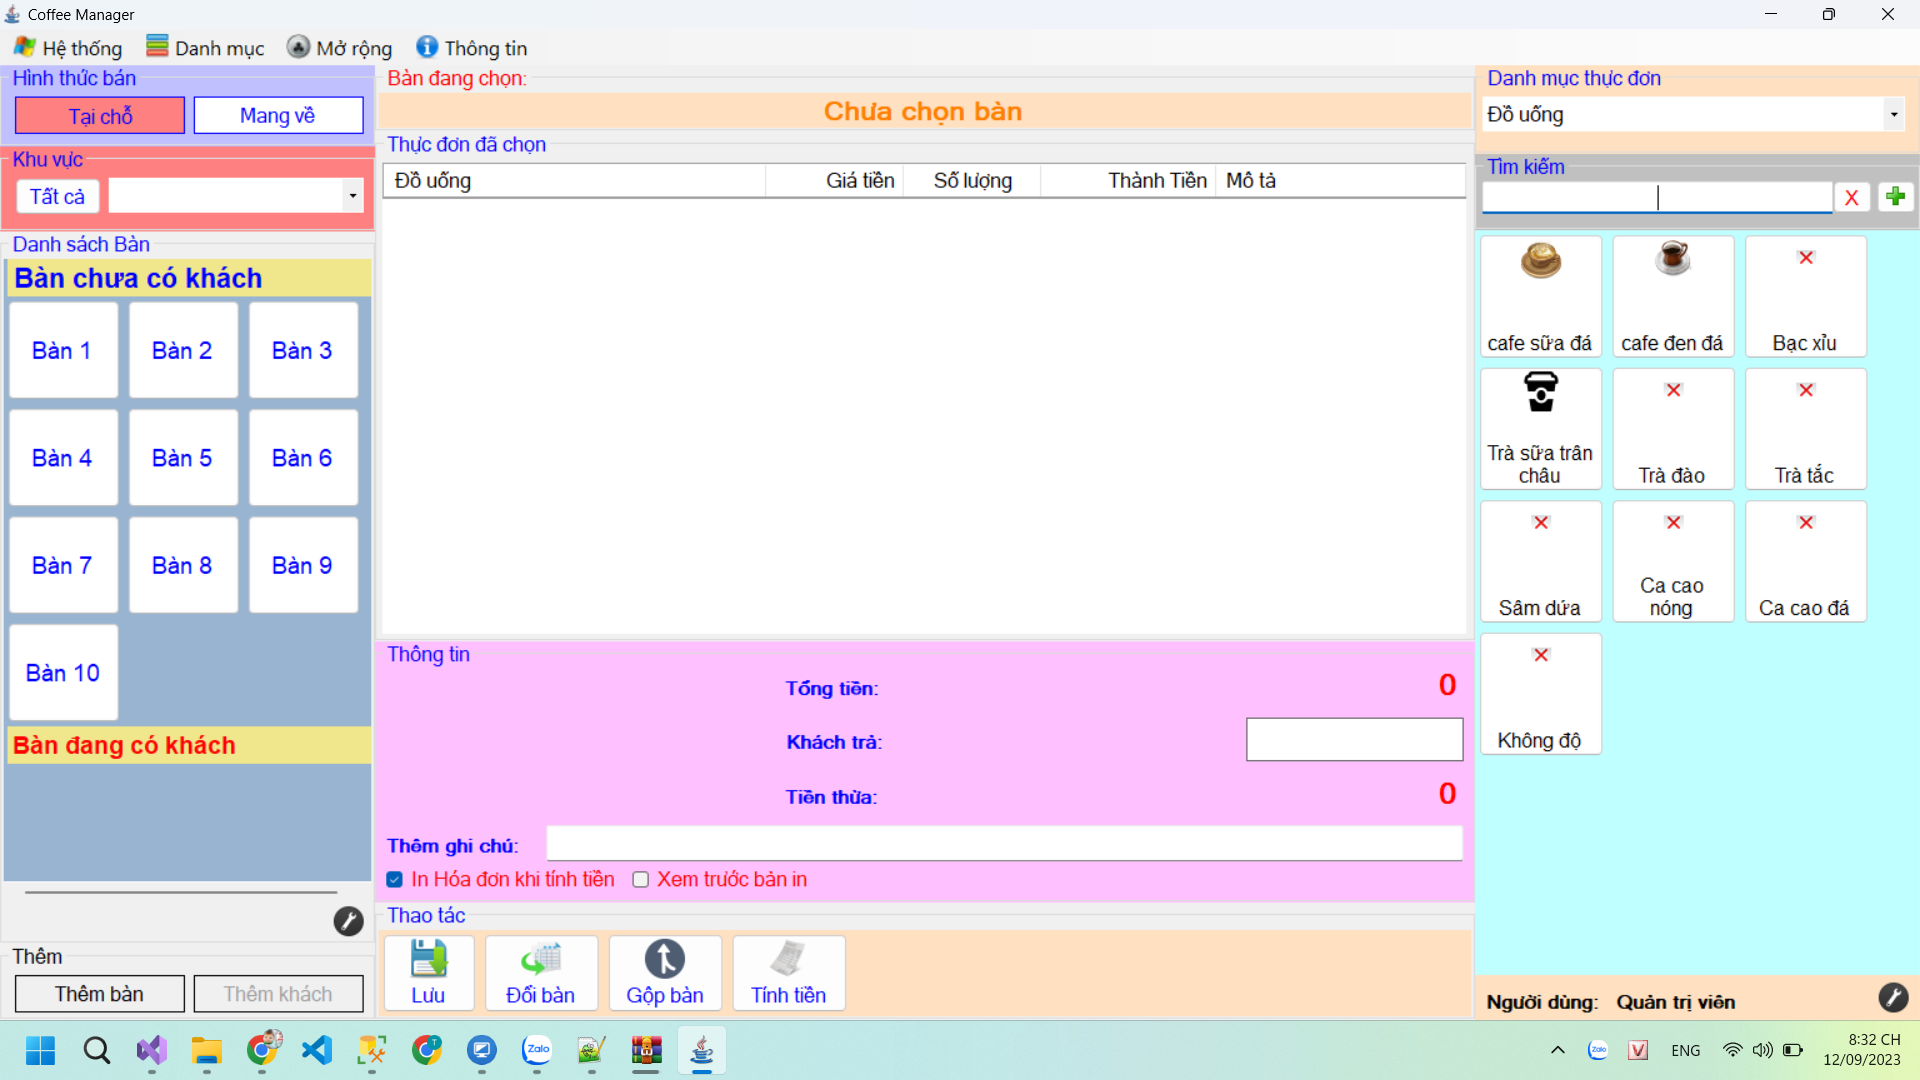 Coffee Manager
Hệ thống
Danh mục
Mở rộng
Thông tin
Hình thức bán
Tại chỗ
Mang về
Khu vực
Tất cả
Danh sách Bàn
Bàn chưa có khách
Bàn 1
Bàn 2
Bàn 3
Bàn 4
Bàn 5
Bàn 6
Bàn 7
Bàn 8
Bàn 9
Bàn 10
Bàn đang có khách
Thêm
Thêm bàn
Thêm khách
Bàn đang chọn:
Chưa chọn bàn
Thực đơn đã chọn
Đồ uống
Giá tiền
Số lượng
Thành Tiền
Mô tả
Thông tin
Tổng tiền:
0
Khách trả:
Tiền thừa:
0
Thêm ghi chú:
In Hóa đơn khi tính tiền
Xem trước bản in
Thao tác
Lưu
Đổi bàn
Gộp bàn
Tính tiền
Danh mục thực đơn
Đồ uống
Tìm kiếm
X
cafe sữa đá
cafe đen đá
Bạc xỉu
Trà sữa trân
châu
Trà đào
Trà tắc
Sâm dứa
Ca cao
nóng
Ca cao đá
Không độ
Người dùng:
Quản trị viên
Zalo
T
Zalo
V
ENG
8:32 CH
12/09/2023